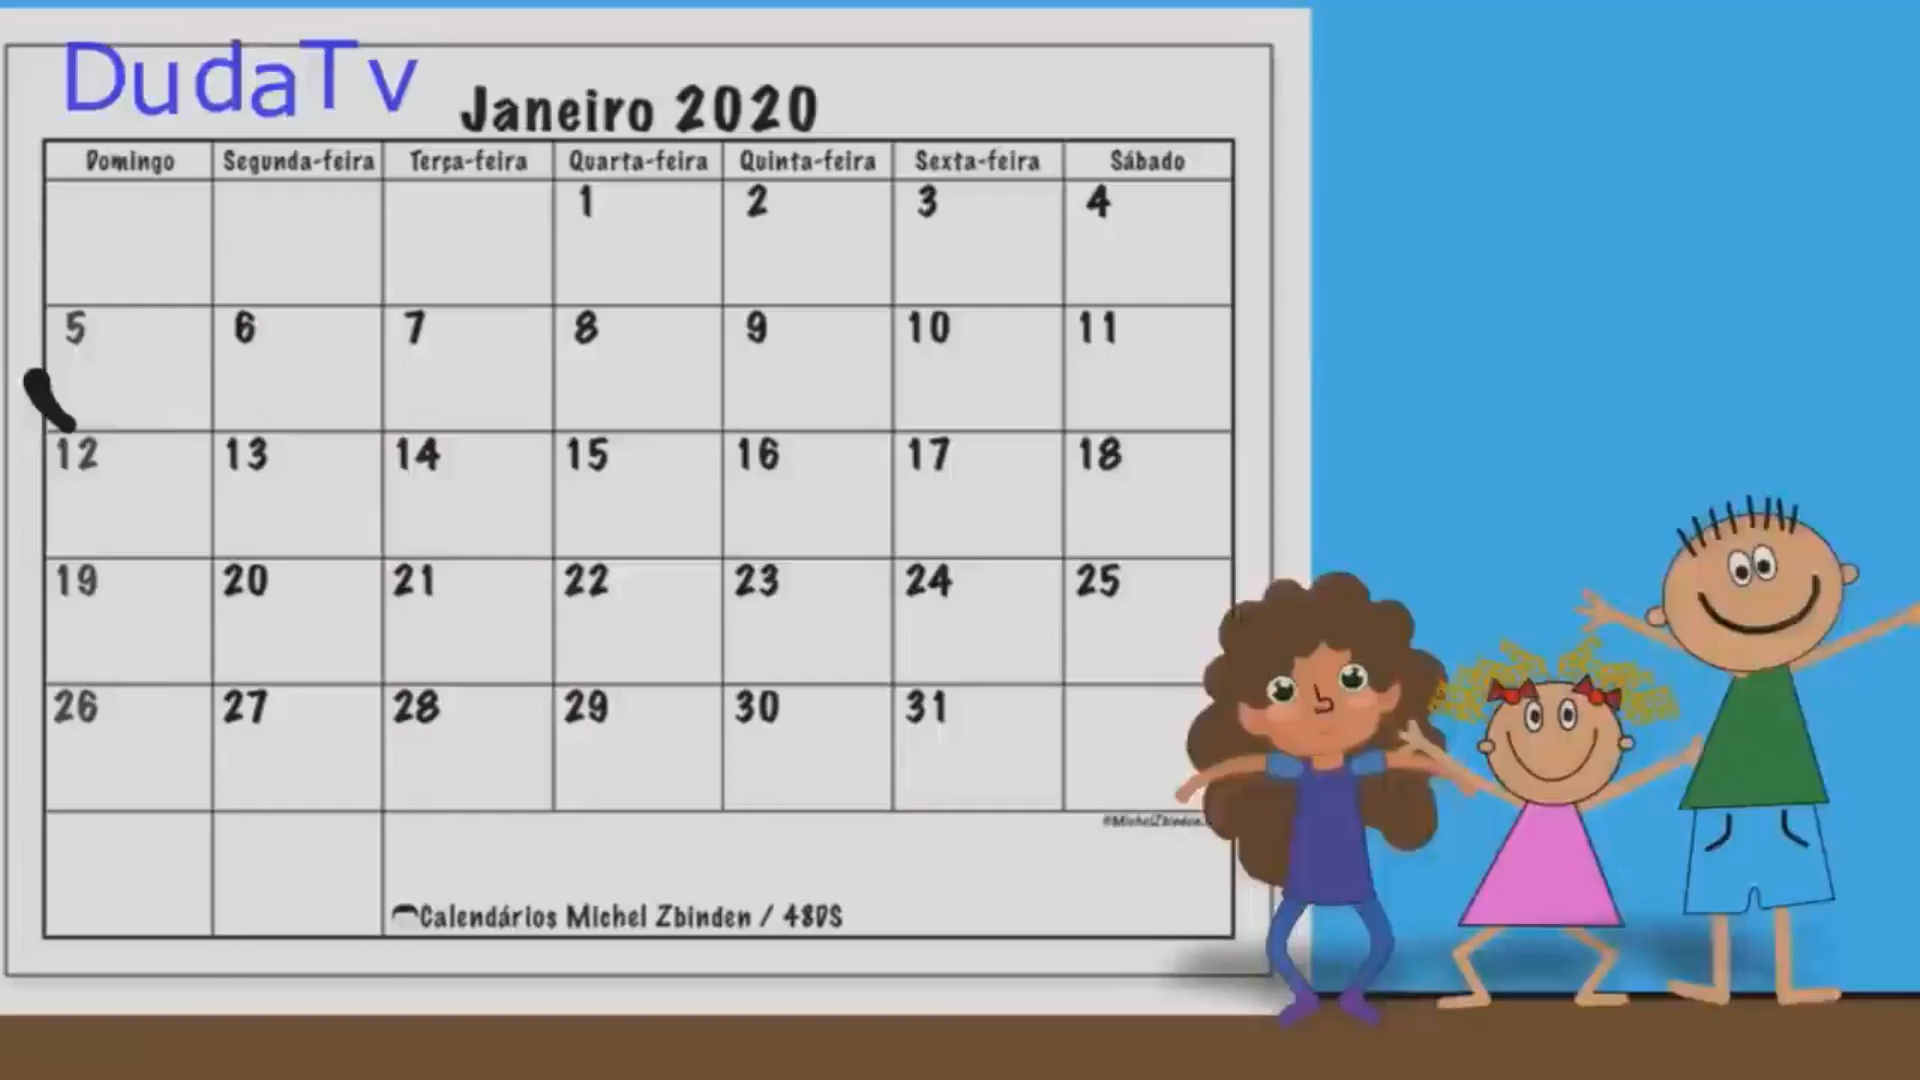 DudaTv
Janeiro 2020
Domingo Segunda-feira Terça-feira Quarta-feira Quinta-feira Sexta-feira Sábado
1 2 3 4
5 6 7 8 9 10 11
12 13 14 15 16 17 18
19 20 21 22 23 24 25
26 27 28 29 30 31
©MichelZbinden
Calendários Michel Zbinden / 48DS